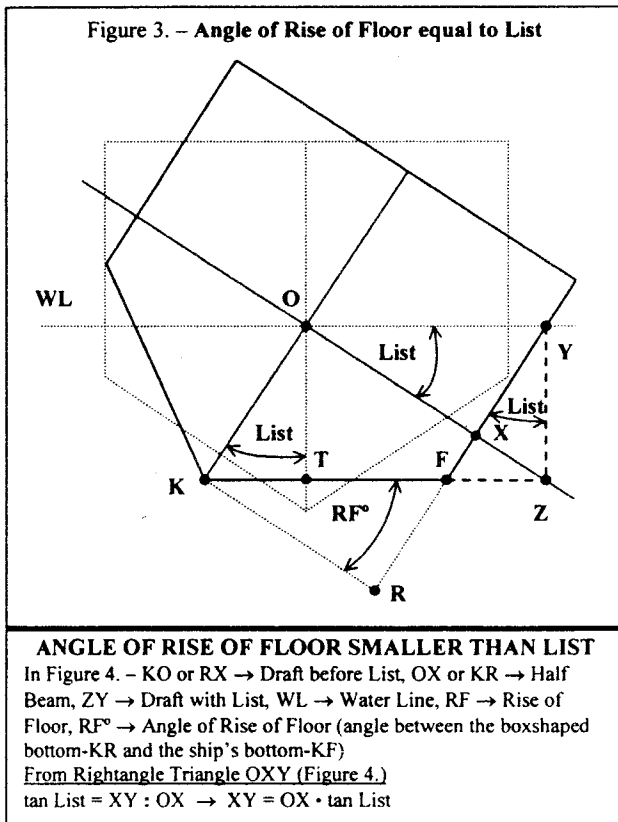 Figure 3. – Angle of Rise of Floor equal to List
WL
O
List
Y
List
X
List
K
T
F
Z
RFº
R
ANGLE OF RISE OF FLOOR SMALLER THAN LIST
In Figure 4. – KO or RX → Draft before List, OX or KR → Half
Beam, ZY → Draft with List, WL → Water Line, RF → Rise of
Floor, RFº → Angle of Rise of Floor (angle between the boxshaped
bottom-KR and the ship's bottom-KF)
From Rightangle Triangle OXY (Figure 4.)
tan List = XY : OX → XY = OX · tan List